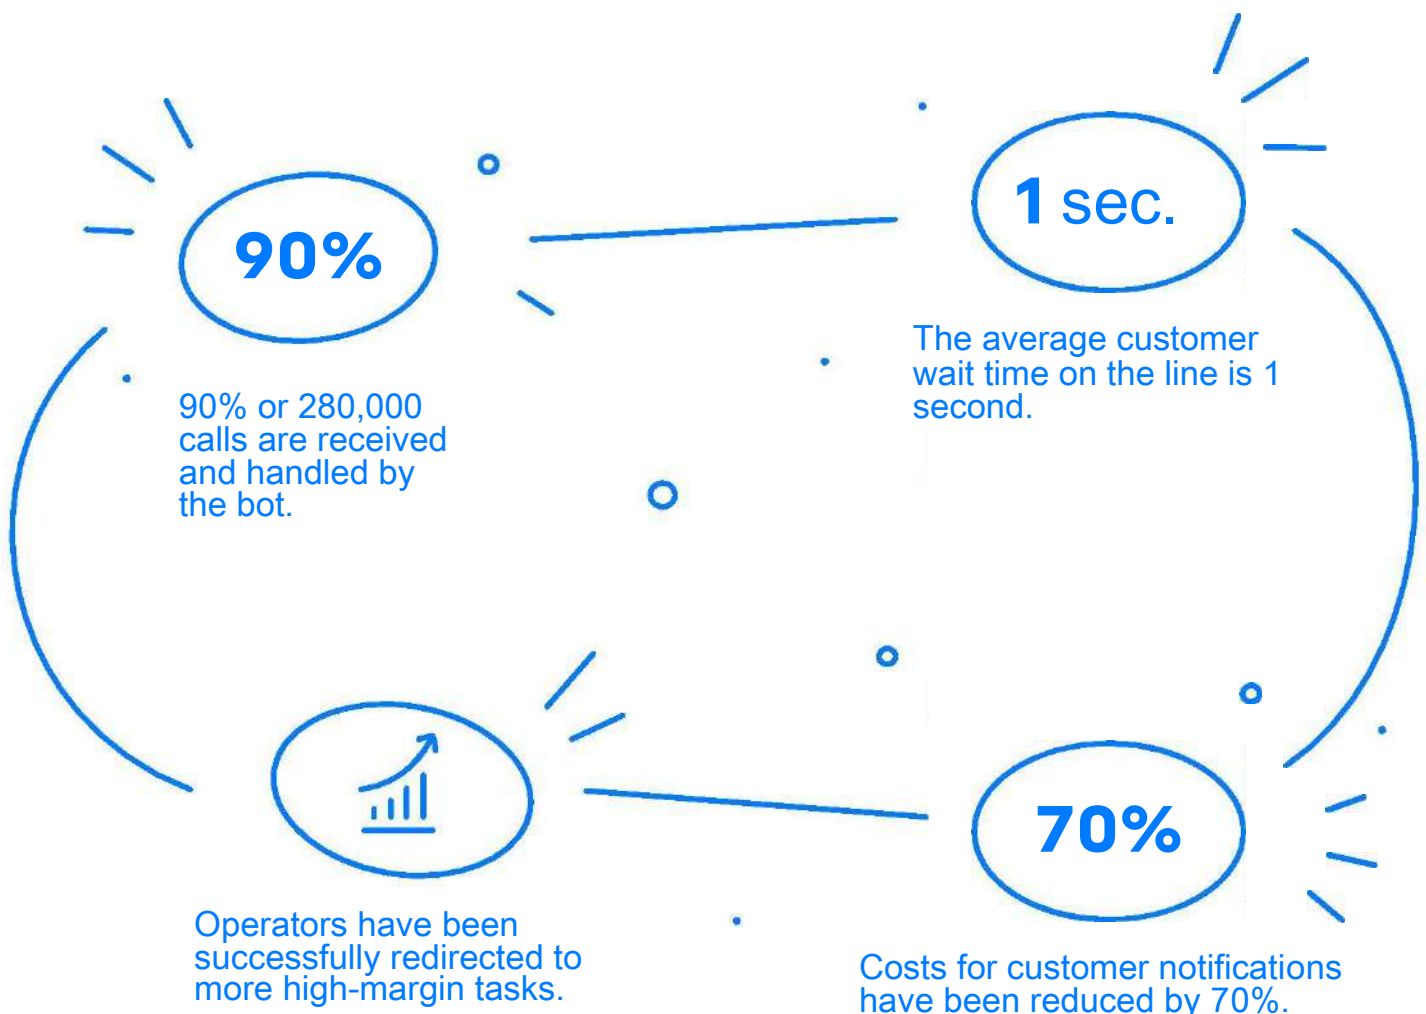 90%
1 sec.
90% or 280,000
calls are received
and handled by
the bot.
The average customer
wait time on the line is 1
second.
Operators have been
successfully redirected to
more high-margin tasks.
70%
Costs for customer notifications
have been reduced by 70%.